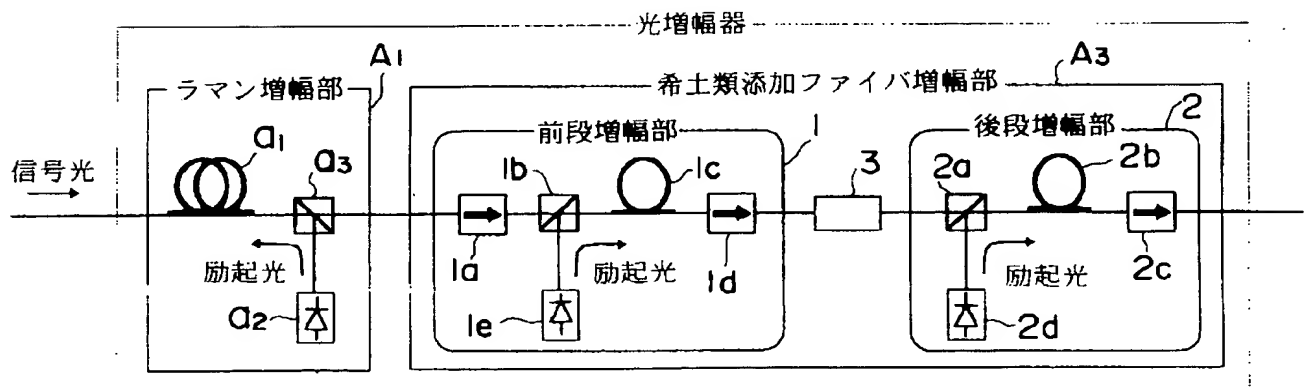 光増幅器
A1
A3
ラマン増幅部
希土類添加ファイバ増幅部
前段増幅部
1
後段増幅部
2
信号光
a1
a3
1b
1c
3
2a
2b
励起光
1a
励起光
1d
励起光
2c
a2
1e
2d